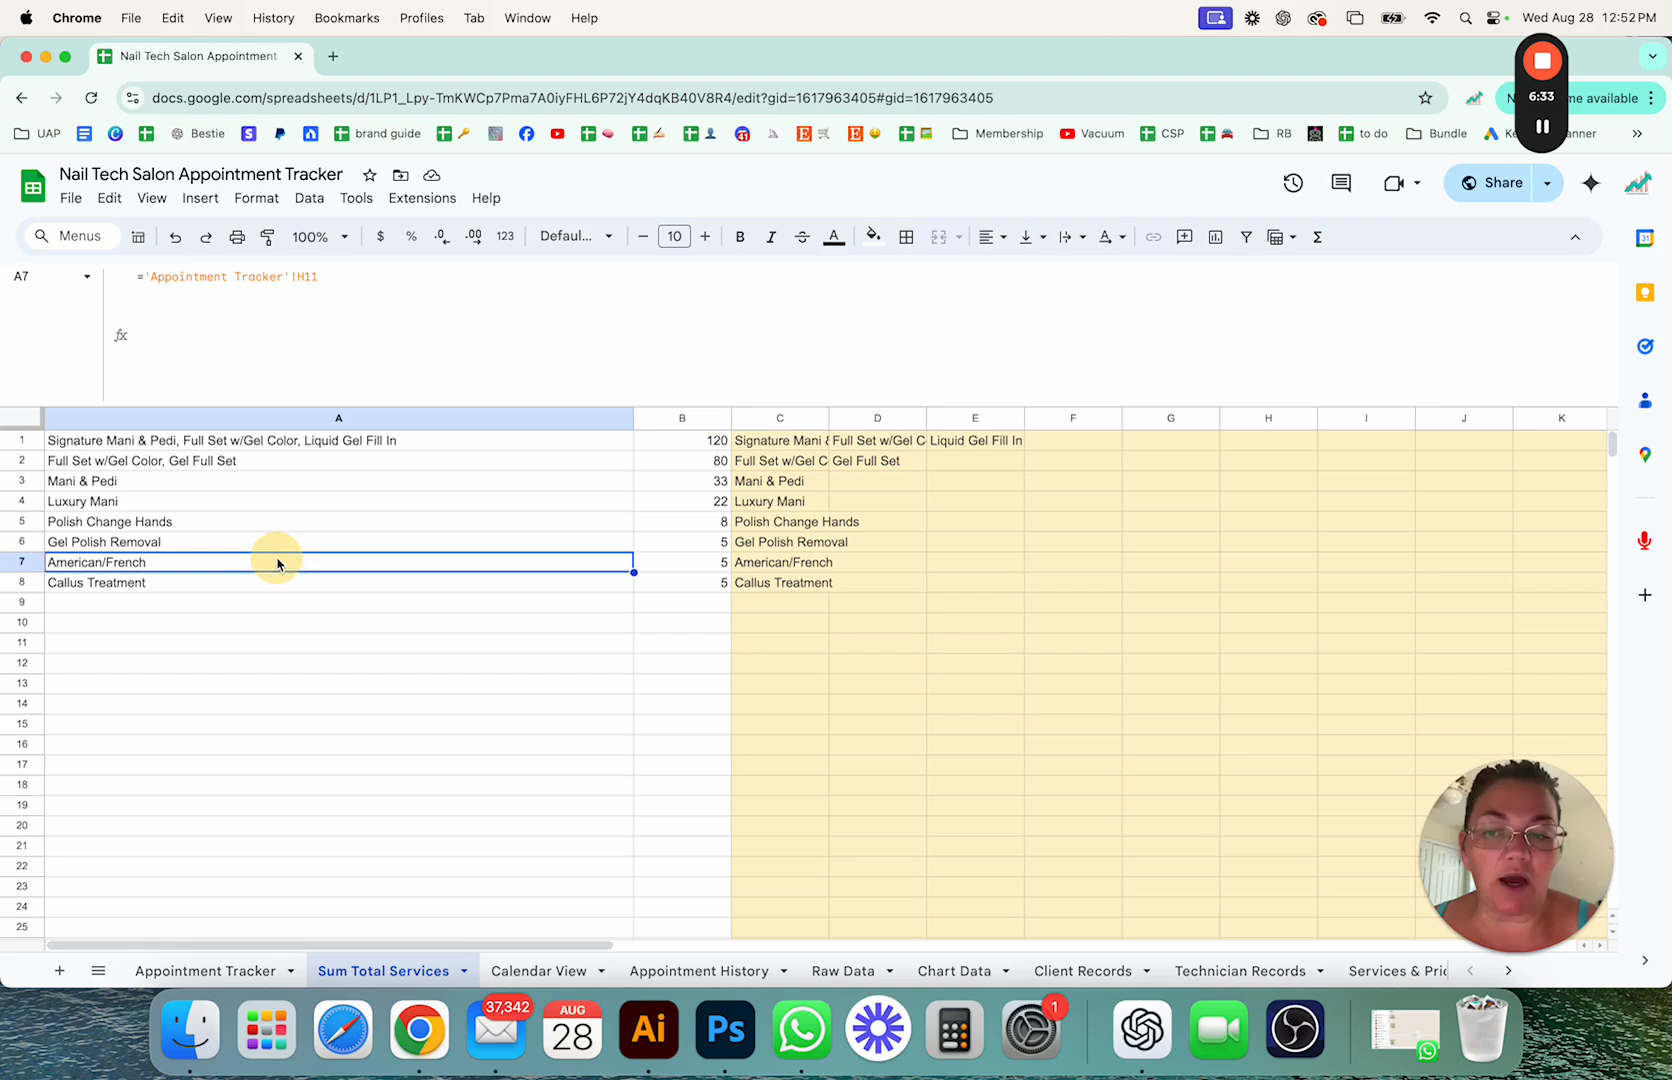 Chrome File Edit View History Bookmarks Profiles Tab Window Help Wed Aug 28 12:52PM
Nail Tech Salon Appointment
docs.google.com/spreadsheets/d/1LP1_Lpy-TmKWCp7Pma7A0iyFHL6P72jY4dqKB40V8R4/edit?gid=1617963405#gid=1617963405
6:33
me available
UAP Bestie brand guide Membership Vacuum CSP RB to do Bundle
Nail Tech Salon Appointment Tracker
File Edit View Insert Format Data Tools Extensions Help
Share
Menus 100% $ % .0 .00 123 Defaul... 10 B I A
A7 ='Appointment Tracker'!H11
fx
A B C D E F G H I J K
1 Signature Mani & Pedi, Full Set w/Gel Color, Liquid Gel Fill In 120 Signature Mani & Full Set w/Gel C Liquid Gel Fill In
2 Full Set w/Gel Color, Gel Full Set 80 Full Set w/Gel C Gel Full Set
3 Mani & Pedi 33 Mani & Pedi
4 Luxury Mani 22 Luxury Mani
5 Polish Change Hands 8 Polish Change Hands
6 Gel Polish Removal 5 Gel Polish Removal
7 American/French 5 American/French
8 Callus Treatment 5 Callus Treatment
9
10
11
12
13
14
15
16
17
18
19
20
21
22
23
24
25
Appointment Tracker Sum Total Services Calendar View Appointment History Raw Data Chart Data Client Records Technician Records Services & Pric
37,342
AUG
28
Ai
Ps
1